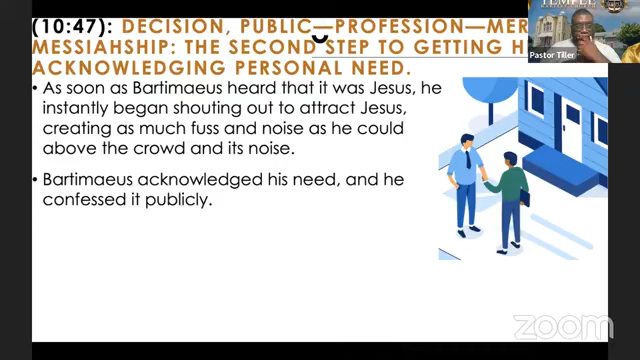 TEMPLE
Pastor Tiller
(10:47): DECISION, PUBLIC—PROFESSION—MER
MESSIAHSHIP: THE SECOND STEP TO GETTING H
ACKNOWLEDGING PERSONAL NEED.
• As soon as Bartimaeus heard that it was Jesus, he
instantly began shouting out to attract Jesus,
creating as much fuss and noise as he could
above the crowd and its noise.
• Bartimaeus acknowledged his need, and he
confessed it publicly.
zoom